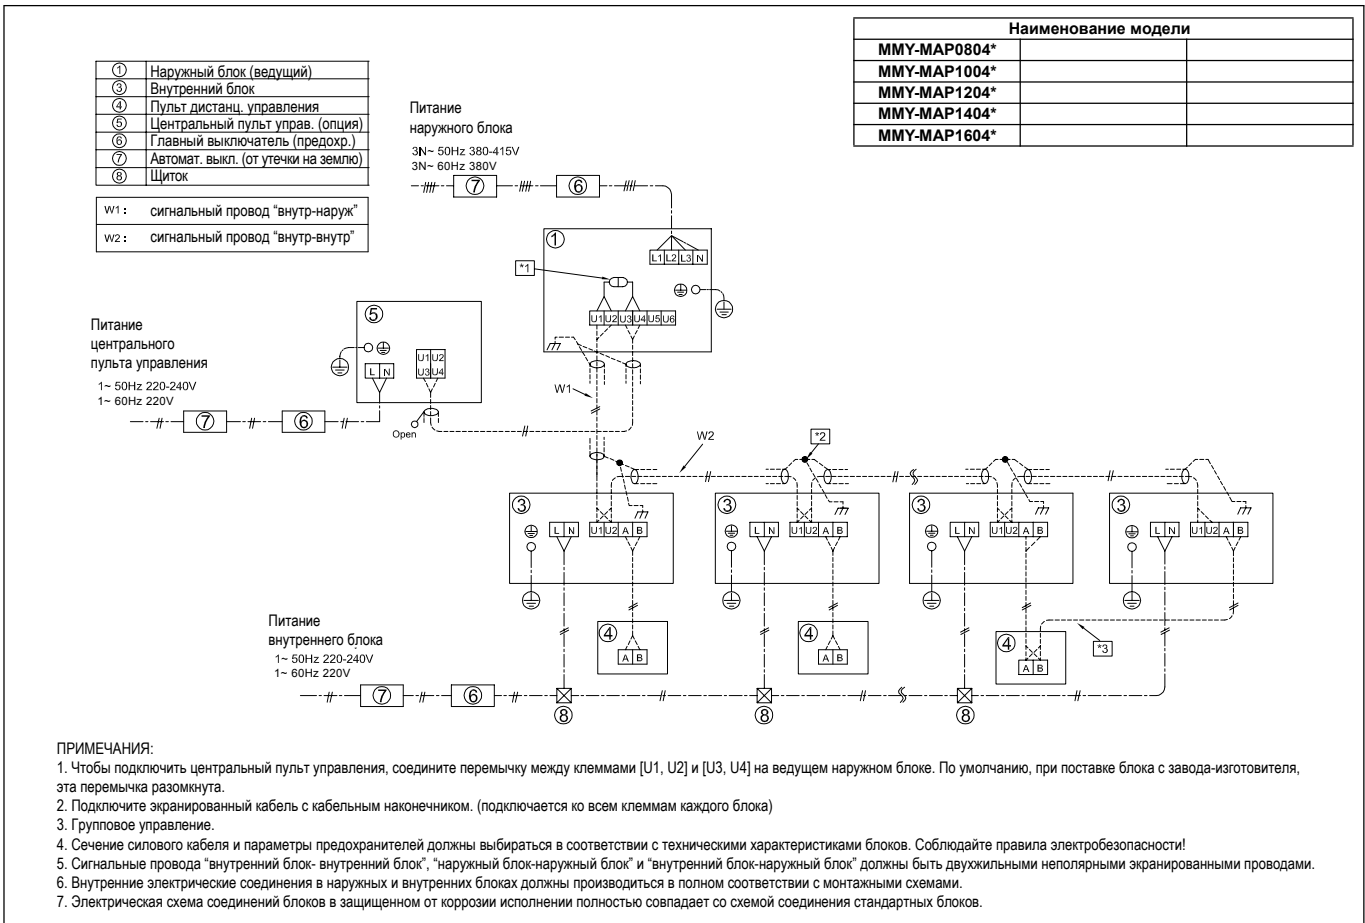 Наименование модели
MMY-MAP0804*
MMY-MAP1004*
MMY-MAP1204*
MMY-MAP1404*
MMY-MAP1604*
① Наружный блок (ведущий)
③ Внутренний блок
④ Пульт дистанц. управления
⑤ Центральный пульт управ. (опция)
⑥ Главный выключатель (предохр.)
⑦ Автомат. выкл. (от утечки на землю)
⑧ Щиток
W1: сигнальный провод “внутр-наруж”
W2: сигнальный провод “внутр-внутр”
Питание
наружного блока
3N~ 50Hz 380-415V
3N~ 60Hz 380V
⑦ ⑥
①
L1 L2 L3 N
*1
U1 U2 U3 U4 U5 U6
Питание
центрального
пульта управления
1~ 50Hz 220-240V
1~ 60Hz 220V
⑦ ⑥
⑤
U1 U2
L N U3 U4
Open
W1
W2
*2
③ ③ ③ ③
L N U1 U2 A B L N U1 U2 A B L N U1 U2 A B L N U1 U2 A B
④ ④ ④
A B A B A B
*3
Питание
внутреннего блока
1~ 50Hz 220-240V
1~ 60Hz 220V
⑦ ⑥
⑧ ⑧ ⑧
ПРИМЕЧАНИЯ:
1. Чтобы подключить центральный пульт управления, соедините перемычку между клеммами [U1, U2] и [U3, U4] на ведущем наружном блоке. По умолчанию, при поставке блока с завода-изготовителя,
эта перемычка разомкнута.
2. Подключите экранированный кабель с кабельным наконечником. (подключается ко всем клеммам каждого блока)
3. Групповое управление.
4. Сечение силового кабеля и параметры предохранителей должны выбираться в соответствии с техническими характеристиками блоков. Соблюдайте правила электробезопасности!
5. Сигнальные провода “внутренний блок- внутренний блок”, “наружный блок-наружный блок” и “внутренний блок-наружный блок” должны быть двухжильными неполярными экранированными проводами.
6. Внутренние электрические соединения в наружных и внутренних блоках должны производиться в полном соответствии с монтажными схемами.
7. Электрическая схема соединений блоков в защищенном от коррозии исполнении полностью совпадает со схемой соединения стандартных блоков.